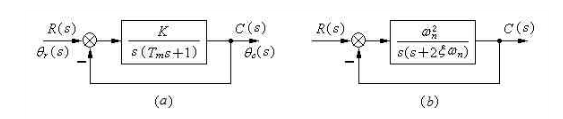 R(s)
θr(s)
K
s(Tms+1)
C(s)
θc(s)
−
(a)
R(s)
ωn²
s(s+2ξωn)
C(s)
−
(b)